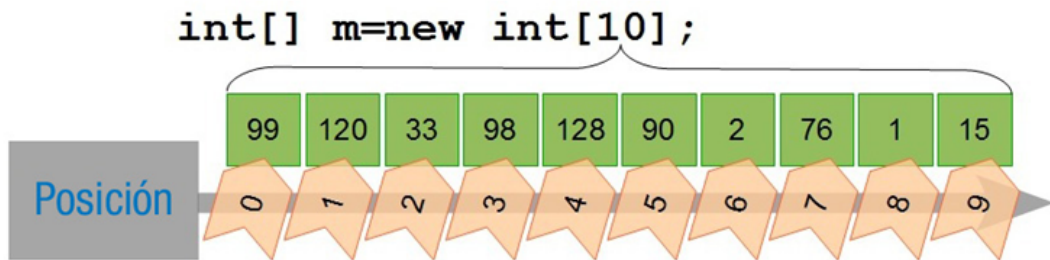 int[] m=new int[10];
99 120 33 98 128 90 2 76 1 15
Posición 0 1 2 3 4 5 6 7 8 9